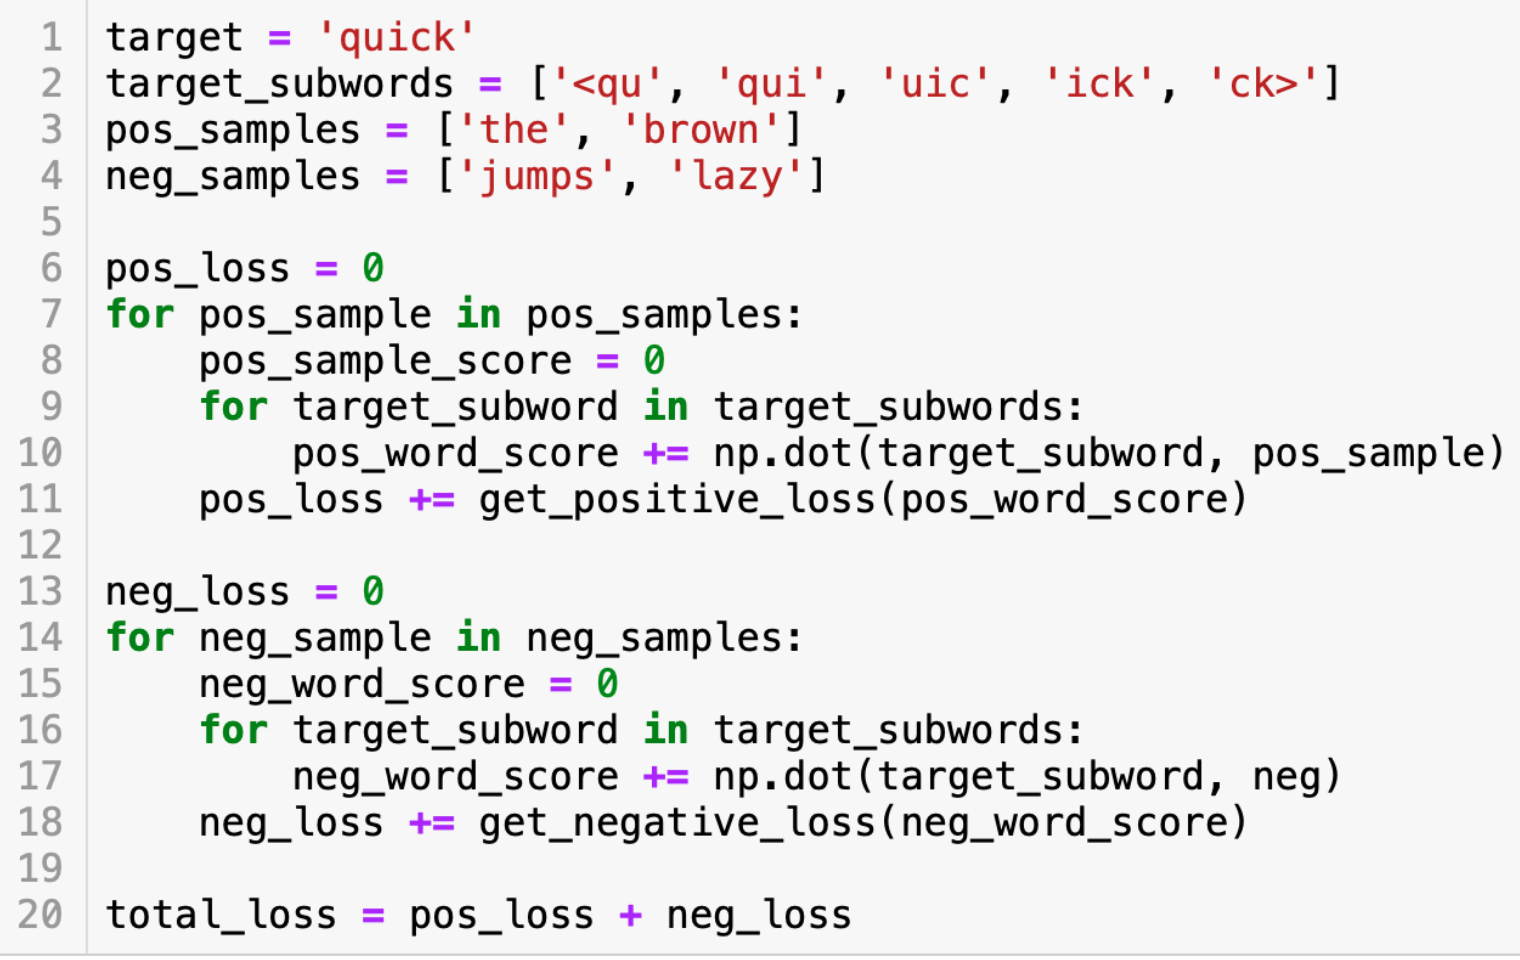 1 target = 'quick'
2 target_subwords = ['<qu', 'qui', 'uic', 'ick', 'ck>']
3 pos_samples = ['the', 'brown']
4 neg_samples = ['jumps', 'lazy']
5
6 pos_loss = 0
7 for pos_sample in pos_samples:
8     pos_sample_score = 0
9     for target_subword in target_subwords:
10         pos_word_score += np.dot(target_subword, pos_sample)
11     pos_loss += get_positive_loss(pos_word_score)
12
13 neg_loss = 0
14 for neg_sample in neg_samples:
15     neg_word_score = 0
16     for target_subword in target_subwords:
17         neg_word_score += np.dot(target_subword, neg)
18     neg_loss += get_negative_loss(neg_word_score)
19
20 total_loss = pos_loss + neg_loss